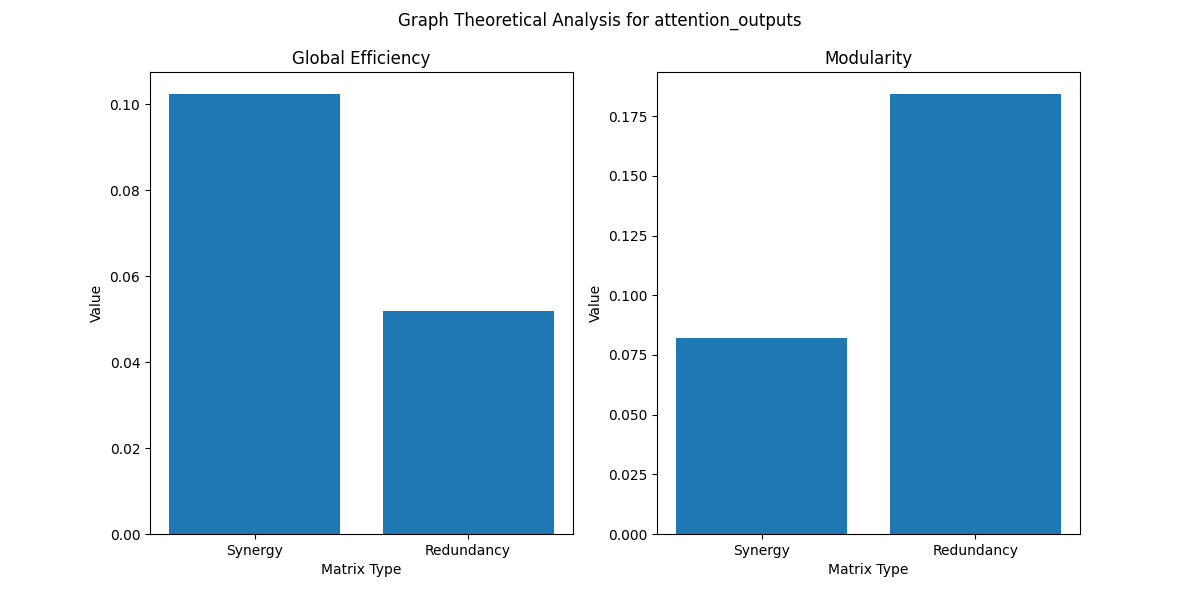 Graph Theoretical Analysis for attention_outputs
Global Efficiency
0.10
0.08
0.06
0.04
0.02
0.00
Value
Synergy
Redundancy
Matrix Type
Modularity
0.175
0.150
0.125
0.100
0.075
0.050
0.025
0.000
Value
Synergy
Redundancy
Matrix Type